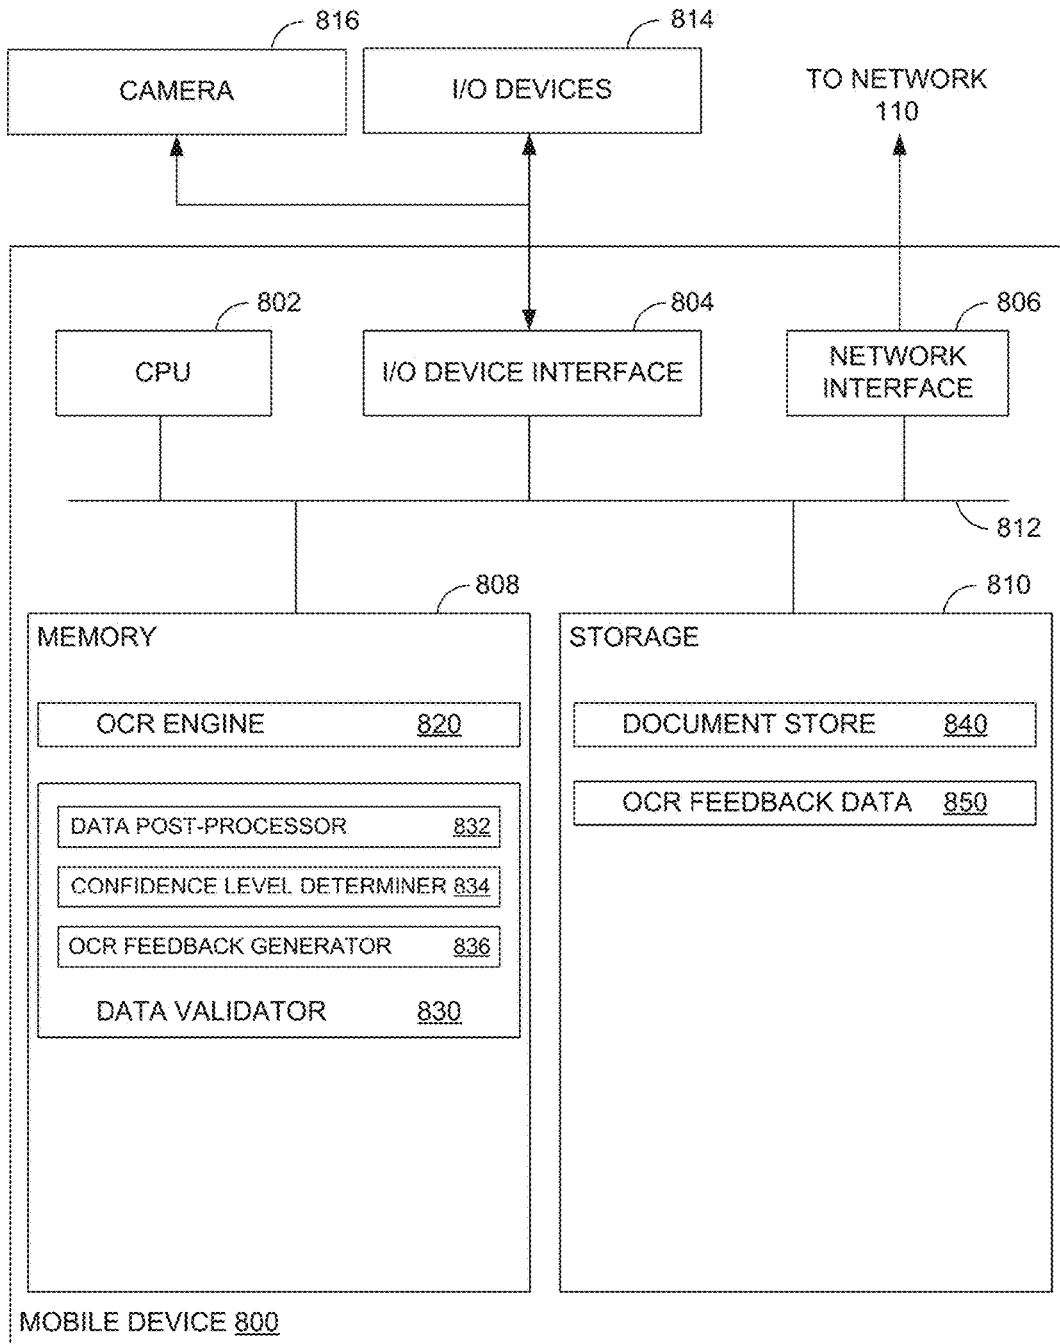 816
814
CAMERA
I/O DEVICES
TO NETWORK
110
802
804
806
CPU
I/O DEVICE INTERFACE
NETWORK
INTERFACE
812
808
810
MEMORY
STORAGE
OCR ENGINE 820
DOCUMENT STORE 840
OCR FEEDBACK DATA 850
DATA POST-PROCESSOR 832
CONFIDENCE LEVEL DETERMINER 834
OCR FEEDBACK GENERATOR 836
DATA VALIDATOR 830
MOBILE DEVICE 800